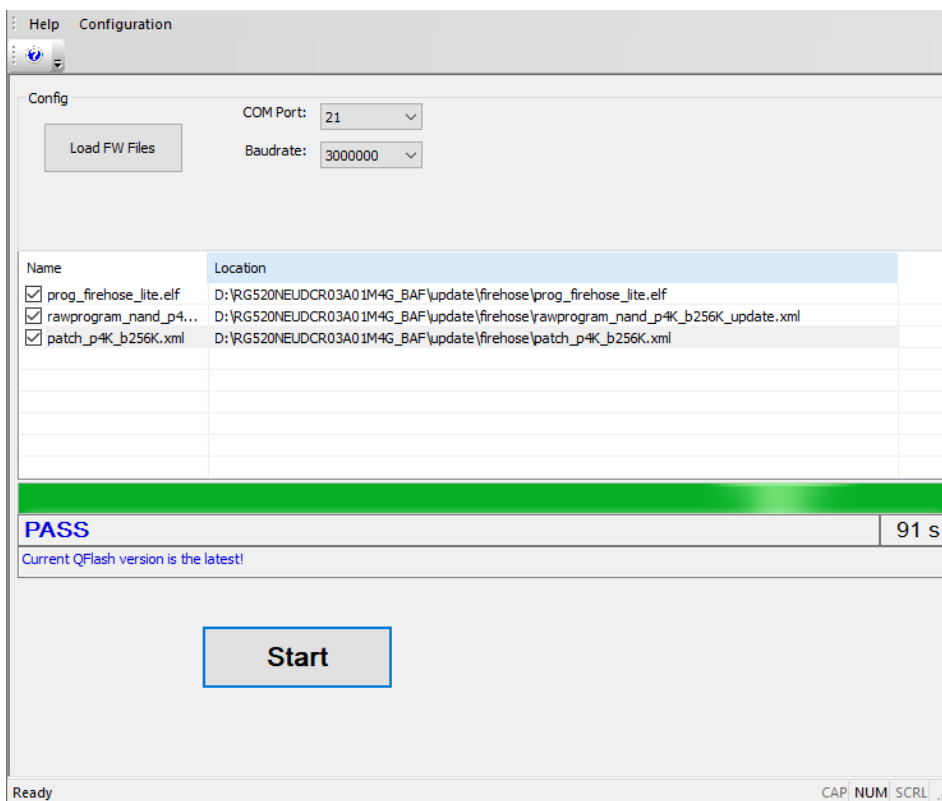 Help Configuration
Config
COM Port: 21
Load FW Files
Baudrate: 3000000
Name Location
prog_firehose_lite.elf D:\RG520NEUDCR03A01M4G_BAF\update\firehose\prog_firehose_lite.elf
rawprogram_nand_p4... D:\RG520NEUDCR03A01M4G_BAF\update\firehose\rawprogram_nand_p4K_b256K_update.xml
patch_p4K_b256K.xml D:\RG520NEUDCR03A01M4G_BAF\update\firehose\patch_p4K_b256K.xml
PASS 91 s
Current QFlash version is the latest!
Start
Ready CAP NUM SCRL